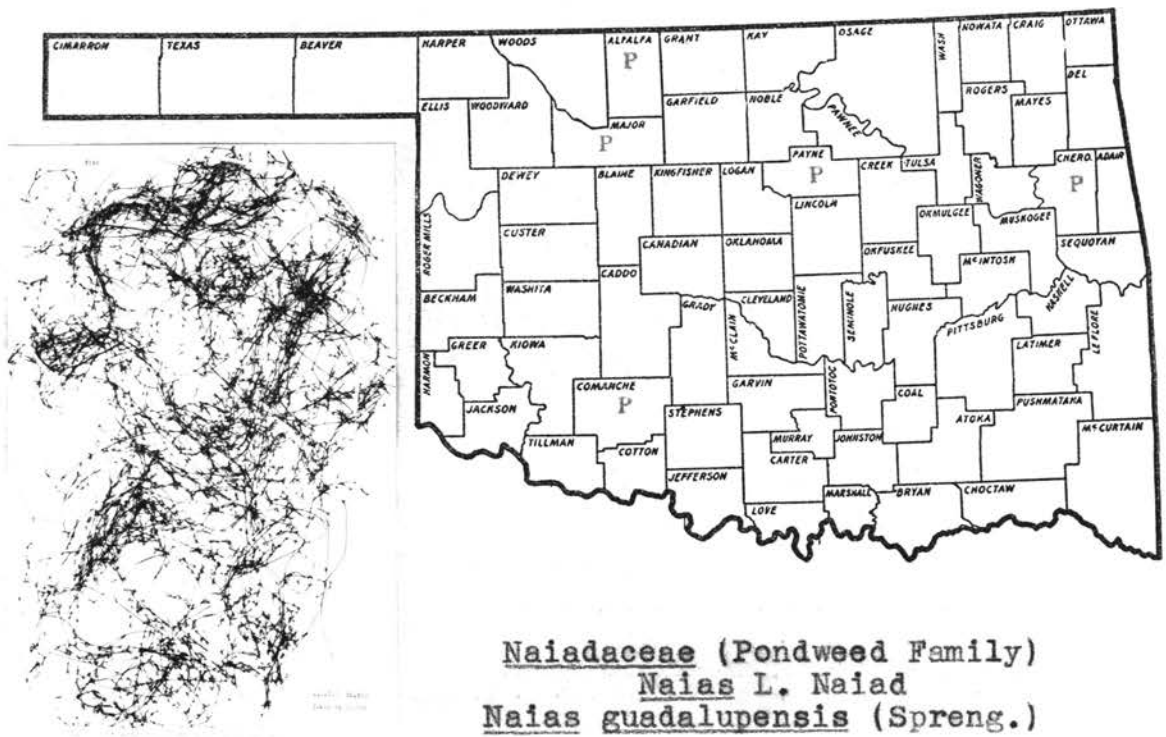 CIMARRON TEXAS BEAVER HARPER WOODS ALFALFA GRANT KAY OSAGE WASH NOWATA CRAIG OTTAWA
P
DEL
ELLIS WOODWARD GARFIELD NOBLE ROGERS MAYES
MAJOR PAWNEE
P
PAYNE CREEK TULSA WAGONER CHERO. ADAIR
P P
DEWEY BLAINE KINGFISHER LOGAN
LINCOLN
ROGER MILLS CUSTER OKMULGEE MUSKOGEE
CANADIAN OKLAHOMA OKFUSKEE SEQUOYAH
CADDO MCINTOSH
BECKHAM WASHITA GRADY CLEVELAND POTTAWATOMIE SEMINOLE HUGHES HASKELL
MCCLAIN PITTSBURG LE FLORE
GREER KIOWA LATIMER
HARMON COMANCHE GARVIN PONTOTOC COAL
P
JACKSON STEPHENS ATOKA PUSHMATAKA
TILLMAN COTTON MURRAY JOHNSTON MCCURTAIN
JEFFERSON CARTER
LOVE MARSHALL BRYAN CHOCTAW
Naiadaceae (Pondweed Family)
Naias L. Naiad
Naias guadalupensis (Spreng.)